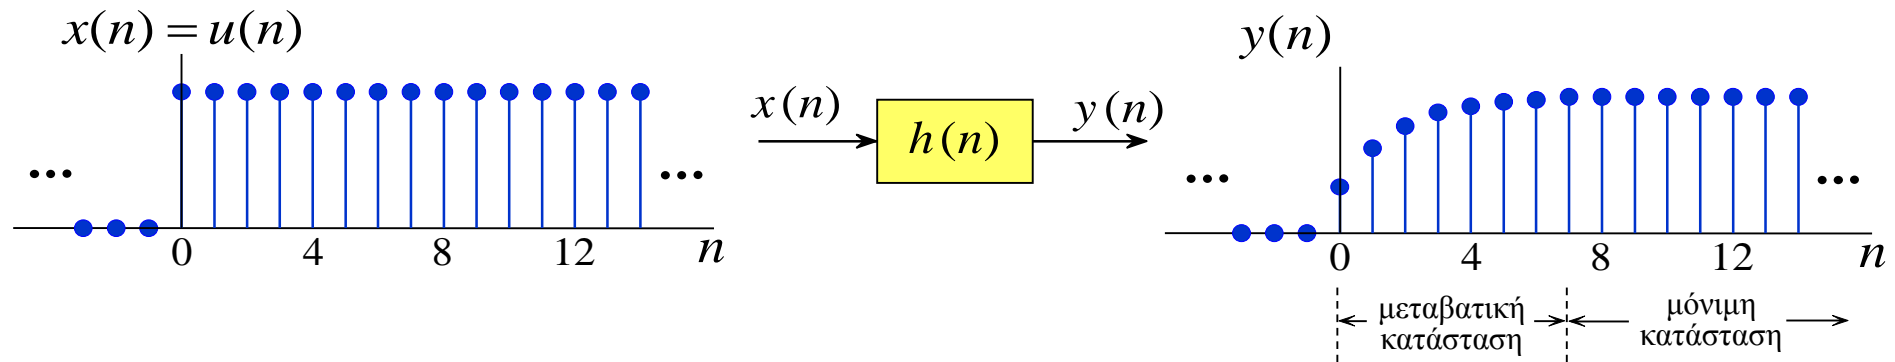 x(n) = u(n)
...
...
0 4 8 12 n
x(n)
h(n)
y(n)
y(n)
...
...
0 4 8 12 n
μεταβατική
κατάσταση
μόνιμη
κατάσταση